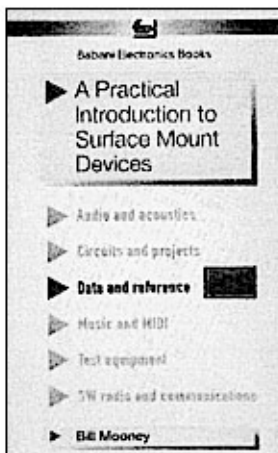 Babani Electronics Books
A Practical
Introduction to
Surface Mount
Devices
Audio and acoustics
Circuits and projects
Data and reference
Music and MIDI
Test equipment
SW radio and communications
Bill Mooney